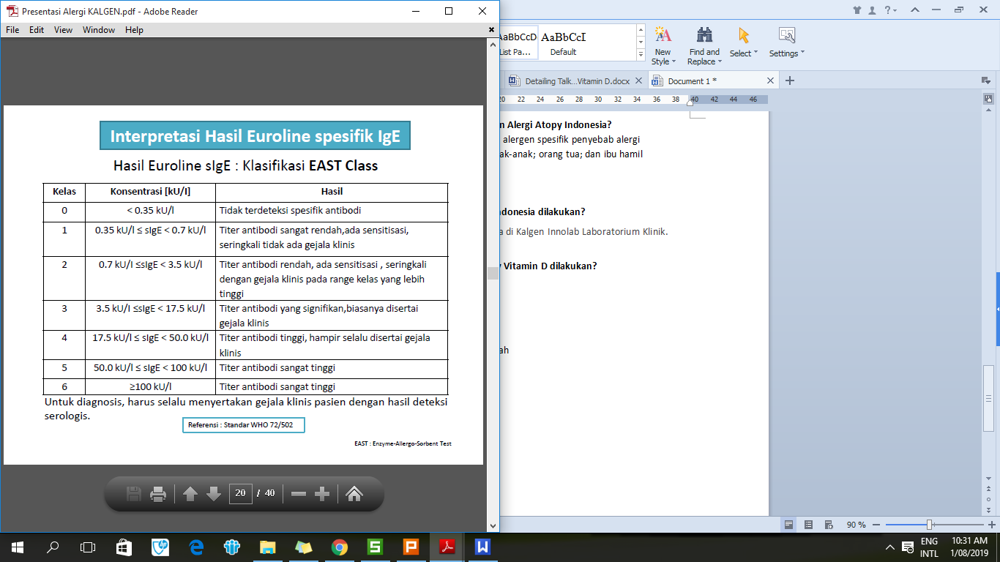 Presentasi Alergi KALGEN.pdf - Adobe Reader
File Edit View Window Help
Interpretasi Hasil Euroline spesifik IgE
Hasil Euroline sIgE : Klasifikasi EAST Class
Kelas Konsentrasi [kU/I] Hasil
0 < 0.35 kU/l Tidak terdeteksi spesifik antibodi
1 0.35 kU/l ≤ sIgE < 0.7 kU/l Titer antibodi sangat rendah,ada sensitisasi,
seringkali tidak ada gejala klinis
2 0.7 kU/I ≤sIgE < 3.5 kU/l Titer antibodi rendah, ada sensitisasi , seringkali
dengan gejala klinis pada range kelas yang lebih
tinggi
3 3.5 kU/I ≤sIgE < 17.5 kU/l Titer antibodi yang signifikan,biasanya disertai
gejala klinis
4 17.5 kU/l ≤ sIgE < 50.0 kU/l Titer antibodi tinggi, hampir selalu disertai gejala
klinis
5 50.0 kU/l ≤ sIgE < 100 kU/l Titer antibodi sangat tinggi
6 ≥100 kU/l Titer antibodi sangat tinggi
Untuk diagnosis, harus selalu menyertakan gejala klinis pasien dengan hasil deteksi
serologis.
Referensi : Standar WHO 72/502
EAST : Enzyme-Allergo-Sorbent Test
20 / 40
AaBbCcD AaBbCcI
List Pa... Default
New
Style
Find and
Replace
Select
Settings
Detailing Talk...Vitamin D.docx
Document 1 *
20 22 24 26 28 30 32 34 36 38 40 42 44 46
m Alergi Atopy Indonesia?
alergen spesifik penyebab alergi
ak-anak; orang tua; dan ibu hamil
ndonesia dilakukan?
a di Kalgen Innolab Laboratorium Klinik.
y Vitamin D dilakukan?
ah
90 %
ENG
INTL
10:31 AM
1/08/2019